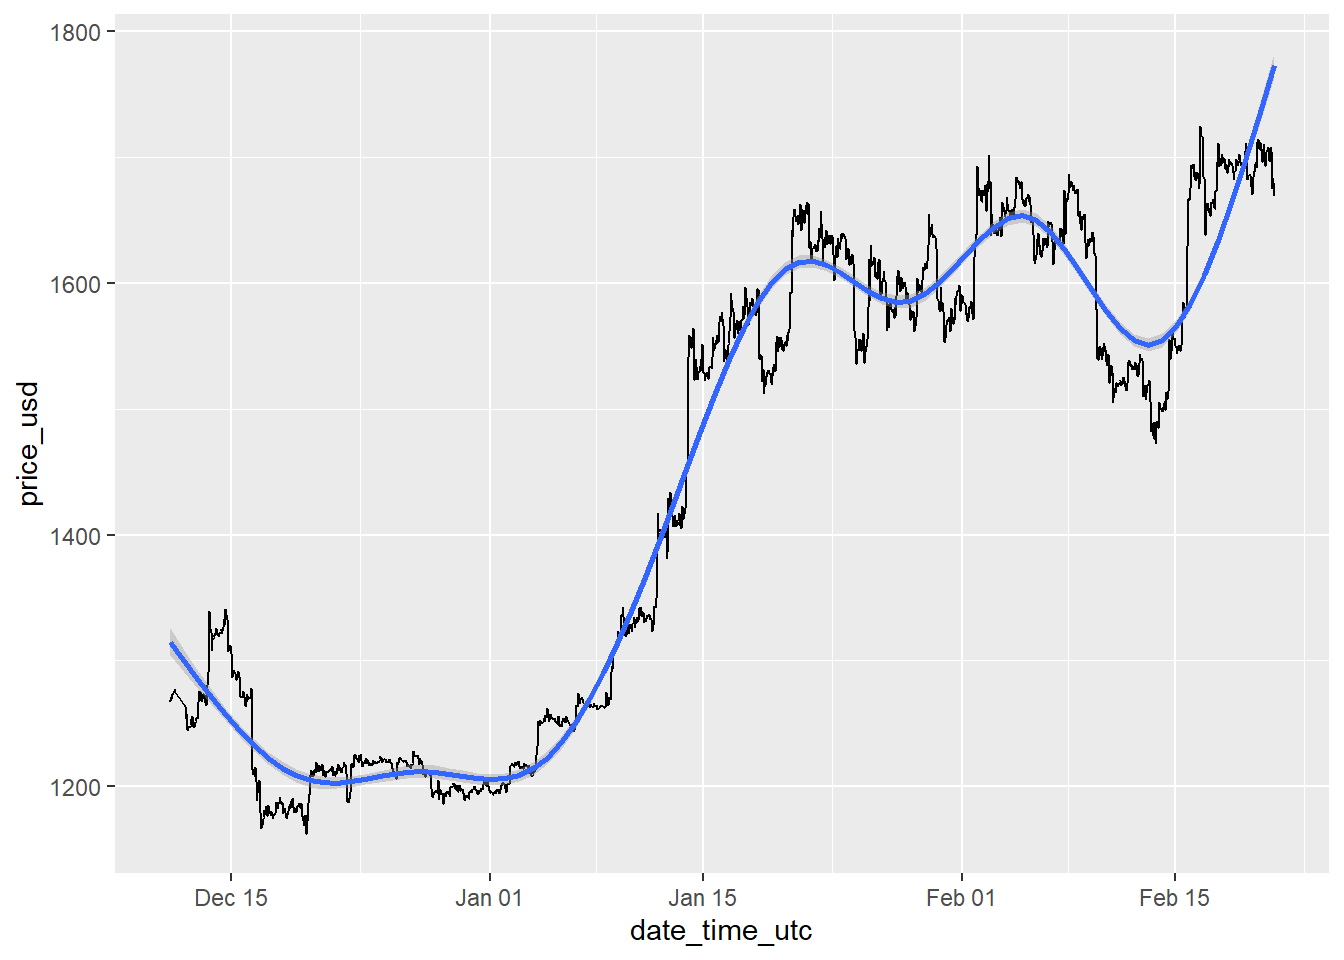 1800
1600
1400
1200
price_usd
Dec 15
Jan 01
Jan 15
Feb 01
Feb 15
date_time_utc